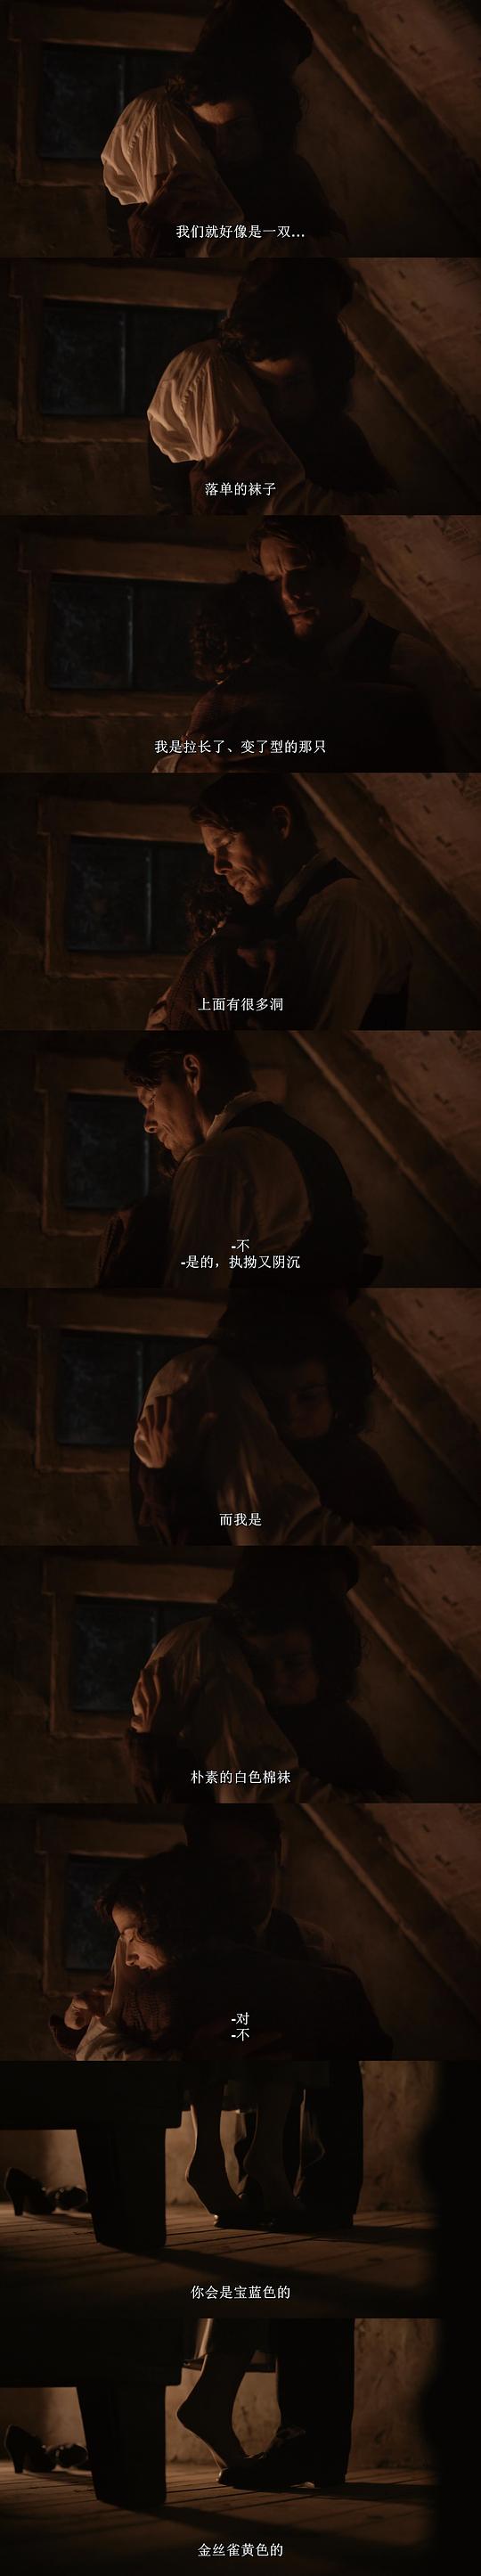 我们就好像是一双...
落单的袜子
我是拉长了、变了型的那只
上面有很多洞
-不
-是的，执拗又阴沉
而我是
朴素的白色棉袜
-对
-不
你会是宝蓝色的
金丝雀黄色的